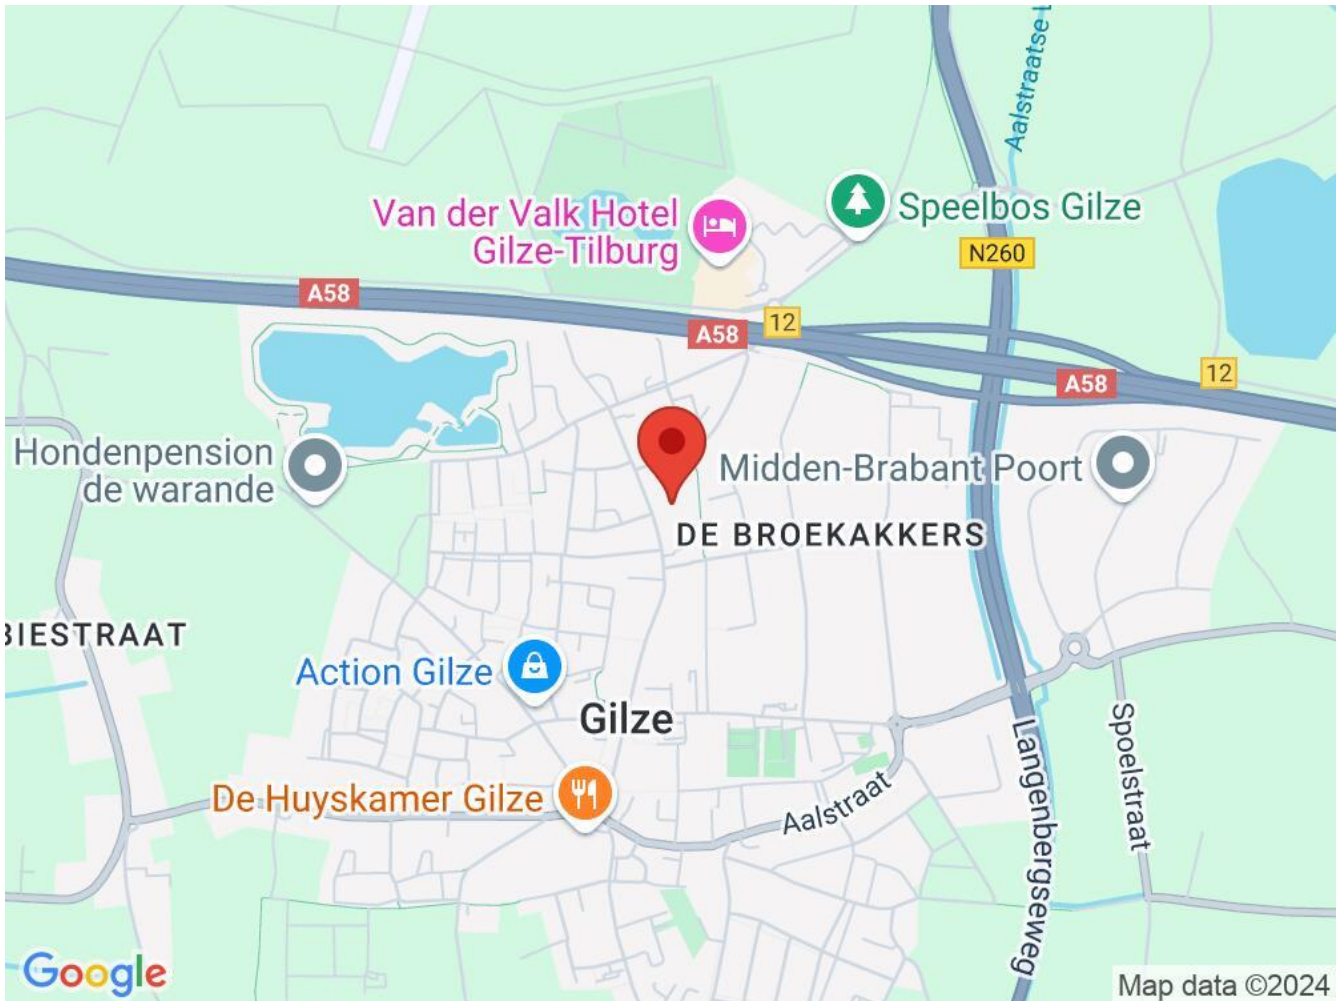 Aalstraatse L
Van der Valk Hotel
Gilze-Tilburg
Speelbos Gilze
N260
A58
A58
12
12
A58
Hondenpension
de warande
Midden-Brabant Poort
DE BROEKAKKERS
BIESTRAAT
Action Gilze
Gilze
De Huyskamer Gilze
Aalstraat
Spoelstraat
Langenbergseweg
Google
Map data ©2024